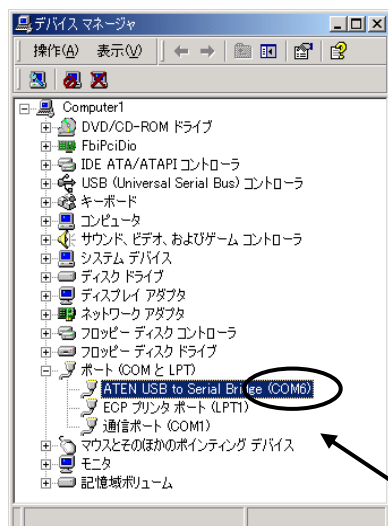 デバイス マネージャ
操作(A) 表示(V)
Computer1
DVD/CD-ROM ドライブ
FbiPciDio
IDE ATA/ATAPI コントローラ
USB (Universal Serial Bus) コントローラ
キーボード
コンピュータ
サウンド、ビデオ、およびゲーム コントローラ
システム デバイス
ディスク ドライブ
ディスプレイ アダプタ
ネットワーク アダプタ
フロッピー ディスク コントローラ
フロッピー ディスク ドライブ
ポート (COM と LPT)
ATEN USB to Serial Bridge (COM6)
ECP プリンタ ポート (LPT1)
通信ポート (COM1)
マウスとそのほかのポインティング デバイス
モニタ
記憶域ボリューム